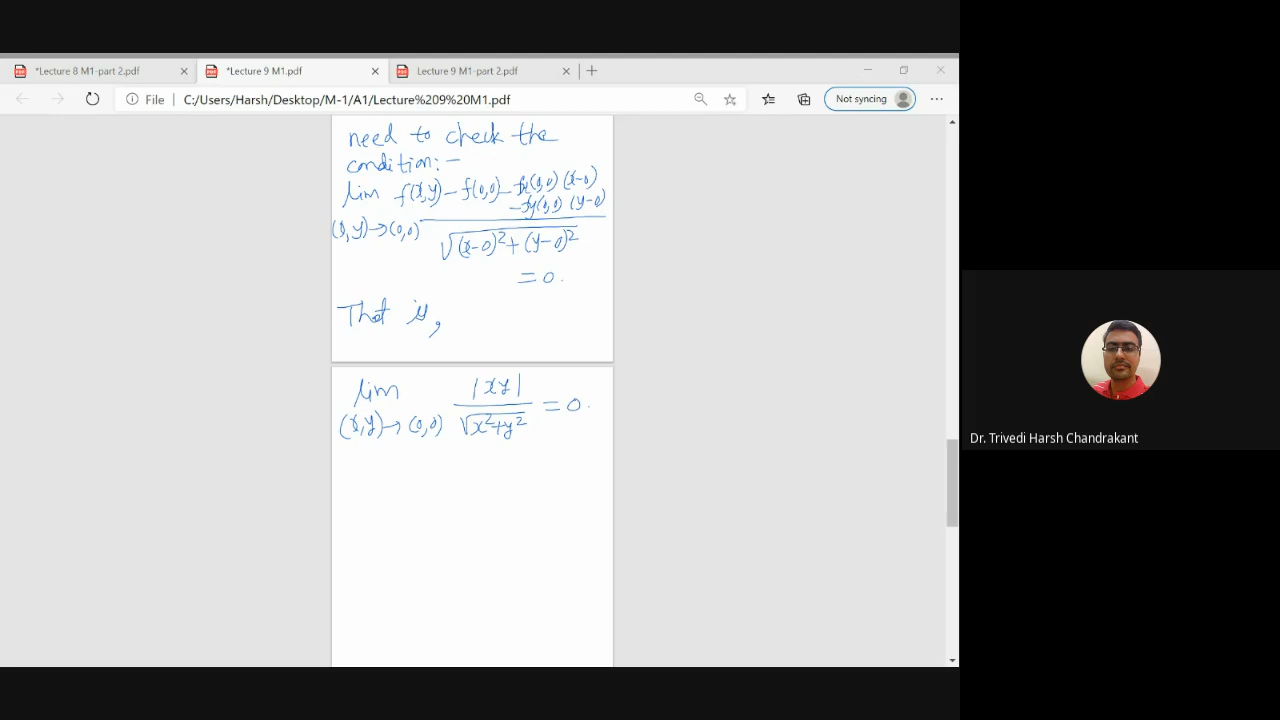 *Lecture 8 M1-part 2.pdf
*Lecture 9 M1.pdf
Lecture 9 M1-part 2.pdf
File C:/Users/Harsh/Desktop/M-1/A1/Lecture%209%20M1.pdf
Not syncing
need to check the
condition:-
lim f(x,y) - f(0,0) - fx(0,0) (x-0)
- fy(0,0) (y-0)
(x,y)→(0,0)
√(x-0)²+(y-0)²
= 0.
That is,
lim |xy|
(x,y)→(0,0) √x²+y² = 0.
Dr. Trivedi Harsh Chandrakant